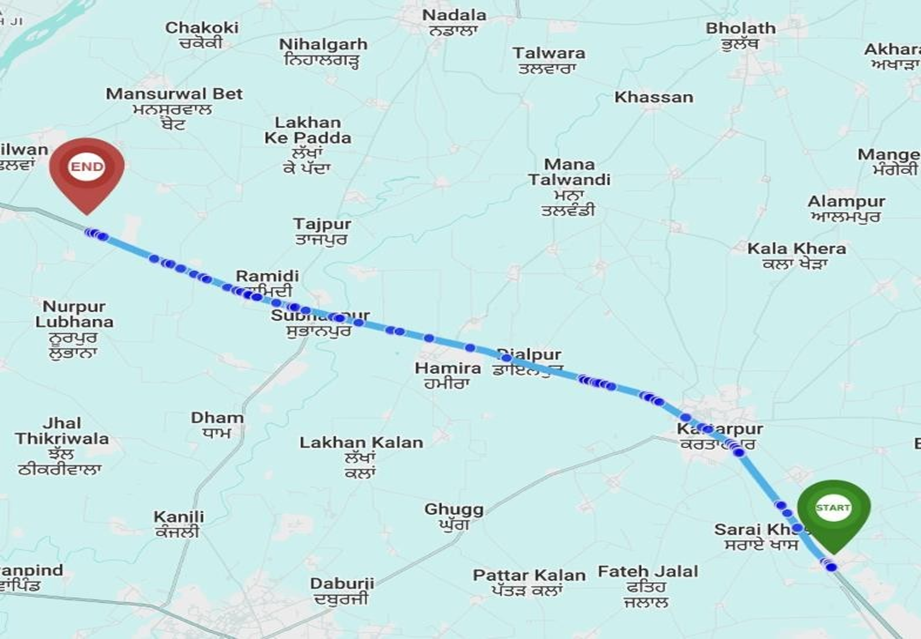 Nadala
ਨਡਾਲਾ
Chakoki
ਚਕੋਕੀ
Bholath
ਭੁਲੱਥ
Nihalgarh
ਨਿਹਾਲਗੜ੍ਹ
Talwara
ਤਲਵਾਰਾ
Akhara
ਅਖਾੜਾ
Mansurwal Bet
ਮਨਸੂਰਵਾਲ
ਬੇਟ
Khassan
Lakhan
Ke Padda
ਲੱਖਾਂ
ਕੇ ਪੱਦਾ
ilwan
END
Mana
Talwandi
ਮਨਾ
ਤਲਵੰਡੀ
Mange
ਮੰਗੇਕੀ
Alampur
ਆਲਮਪੁਰ
Tajpur
ਤਾਜਪੁਰ
Kala Khera
ਕਲਾ ਖੇੜਾ
Ramidi
Nurpur
Lubhana
ਨੂਰਪੁਰ
ਲੁਭਾਨਾ
ਸੁਭਾਨਪੁਰ
Dialpur
Hamira
ਹਮੀਰਾ
Jhal
Thikriwala
ਝੱਲ
ਠੀਕਰੀਵਾਲਾ
Dham
ਧਾਮ
Lakhan Kalan
ਲੱਖਾਂ
ਕਲਾਂ
Kanili
ਕੰਜਲੀ
Ghugg
ਘੁੱਗ
START
Sarai Kh
ਸਰਾਏ ਖਾਸ
anpind
ਵਾਂਪਿੰਡ
Daburii
ਦਬੁਰਜੀ
Pattar Kalan
ਪੱਤੜ ਕਲਾਂ
Fateh Jalal
ਫਤਿਹ
ਜਲਾਲ